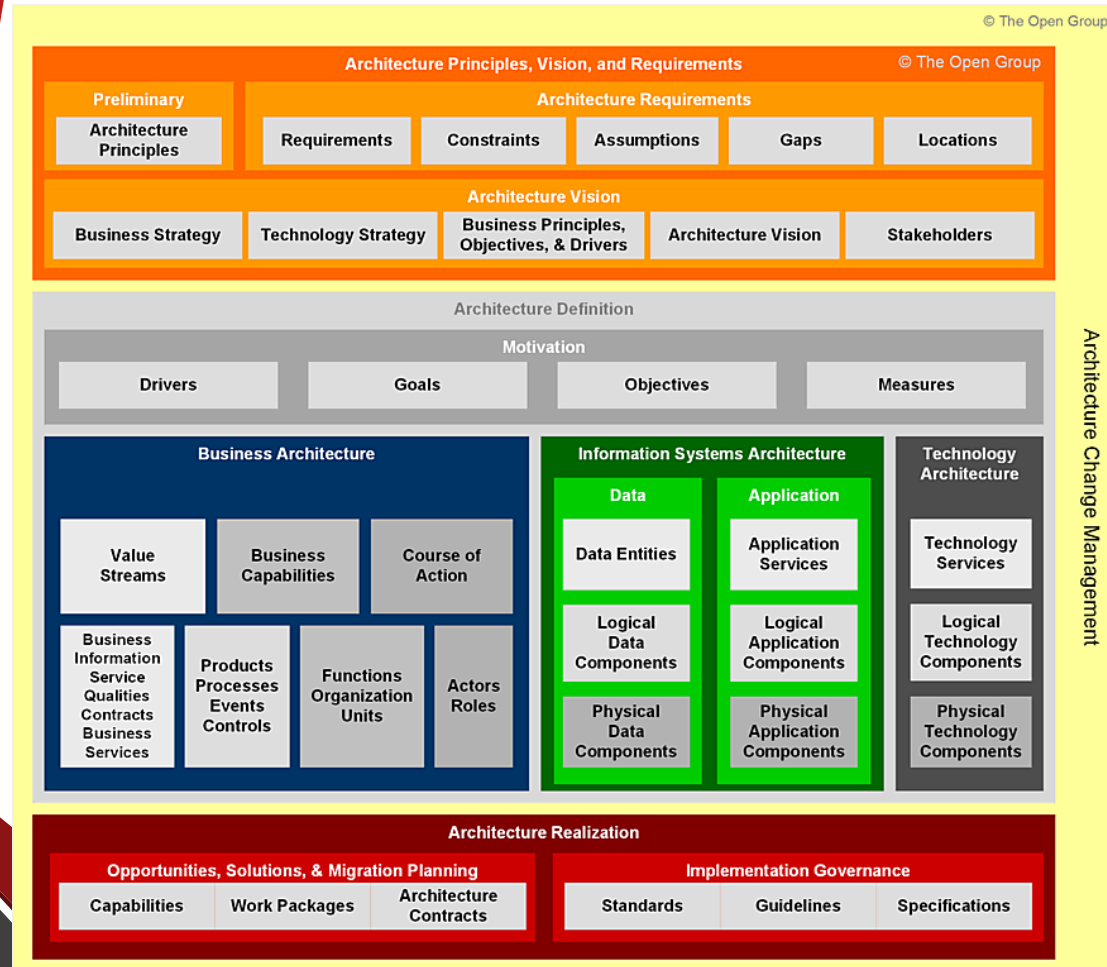 © The Open Group
Architecture Principles, Vision, and Requirements
© The Open Group
Preliminary
Architecture
Principles
Architecture Requirements
Requirements
Constraints
Assumptions
Gaps
Locations
Architecture Vision
Business Strategy
Technology Strategy
Business Principles,
Objectives, & Drivers
Architecture Vision
Stakeholders
Architecture Definition
Motivation
Drivers
Goals
Objectives
Measures
Business Architecture
Value
Streams
Business
Capabilities
Course of
Action
Business
Information
Service
Qualities
Contracts
Business
Services
Products
Processes
Events
Controls
Functions
Organization
Units
Actors
Roles
Information Systems Architecture
Data
Data Entities
Logical
Data
Components
Physical
Data
Components
Application
Application
Services
Logical
Application
Components
Physical
Application
Components
Technology
Architecture
Technology
Services
Logical
Technology
Components
Physical
Technology
Components
Architecture Realization
Opportunities, Solutions, & Migration Planning
Capabilities
Work Packages
Architecture
Contracts
Implementation Governance
Standards
Guidelines
Specifications
Architecture Change Management